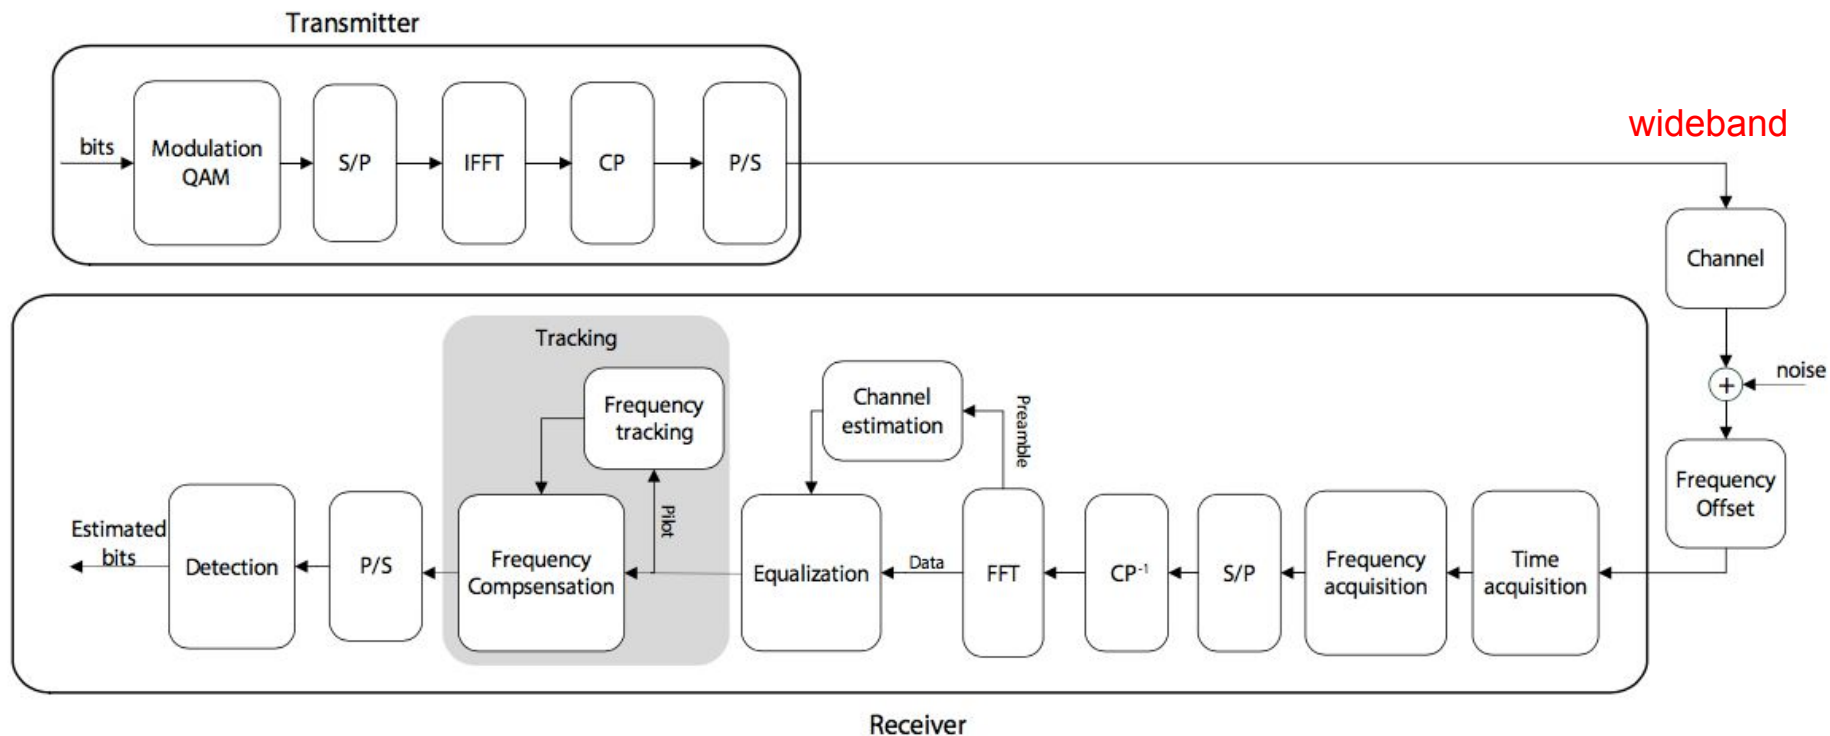 Transmitter
bits
Modulation
QAM
S/P
IFFT
CP
P/S
wideband
Channel
noise
+
Frequency
Offset
Time
acquisition
Frequency
acquisition
S/P
CP⁻¹
FFT
Preamble
Channel
estimation
Data
Equalization
Tracking
Frequency
tracking
Pilot
Frequency
Compsensation
P/S
Detection
Estimated
bits
Receiver